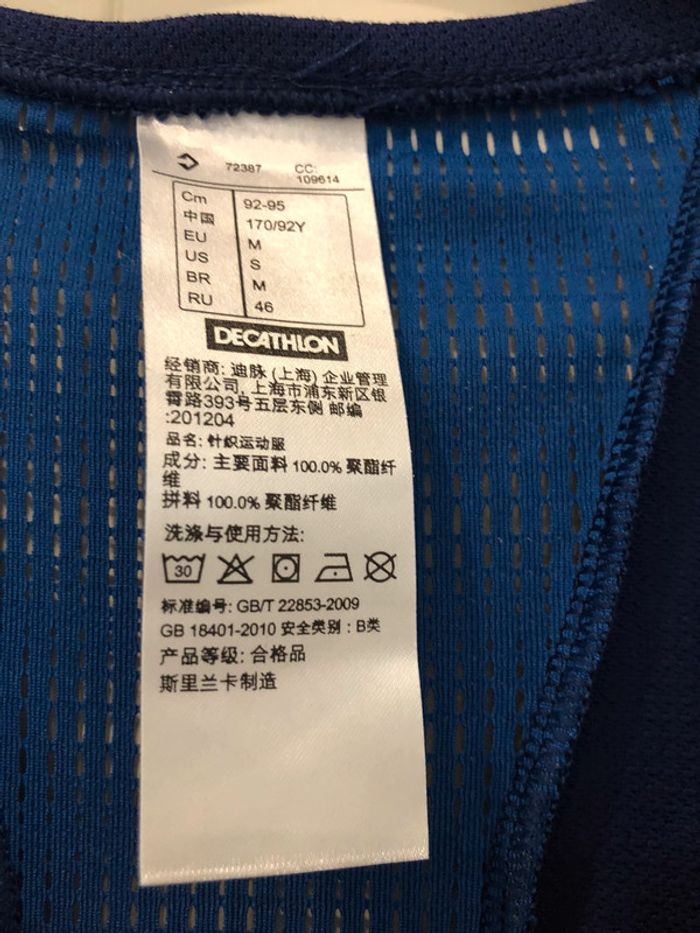 72387 CC:
109614
Cm 92-95
中国 170/92Y
EU M
US S
BR M
RU 46
DECATHLON
经销商: 迪脉 (上海) 企业管理
有限公司, 上海市浦东新区银
霄路393号五层东侧 邮编
:201204
品名: 针织运动服
成分: 主要面料 100.0% 聚酯纤
维
拼料 100.0% 聚酯纤维
洗涤与使用方法:
30
标准编号: GB/T 22853-2009
GB 18401-2010 安全类别 : B类
产品等级: 合格品
斯里兰卡制造